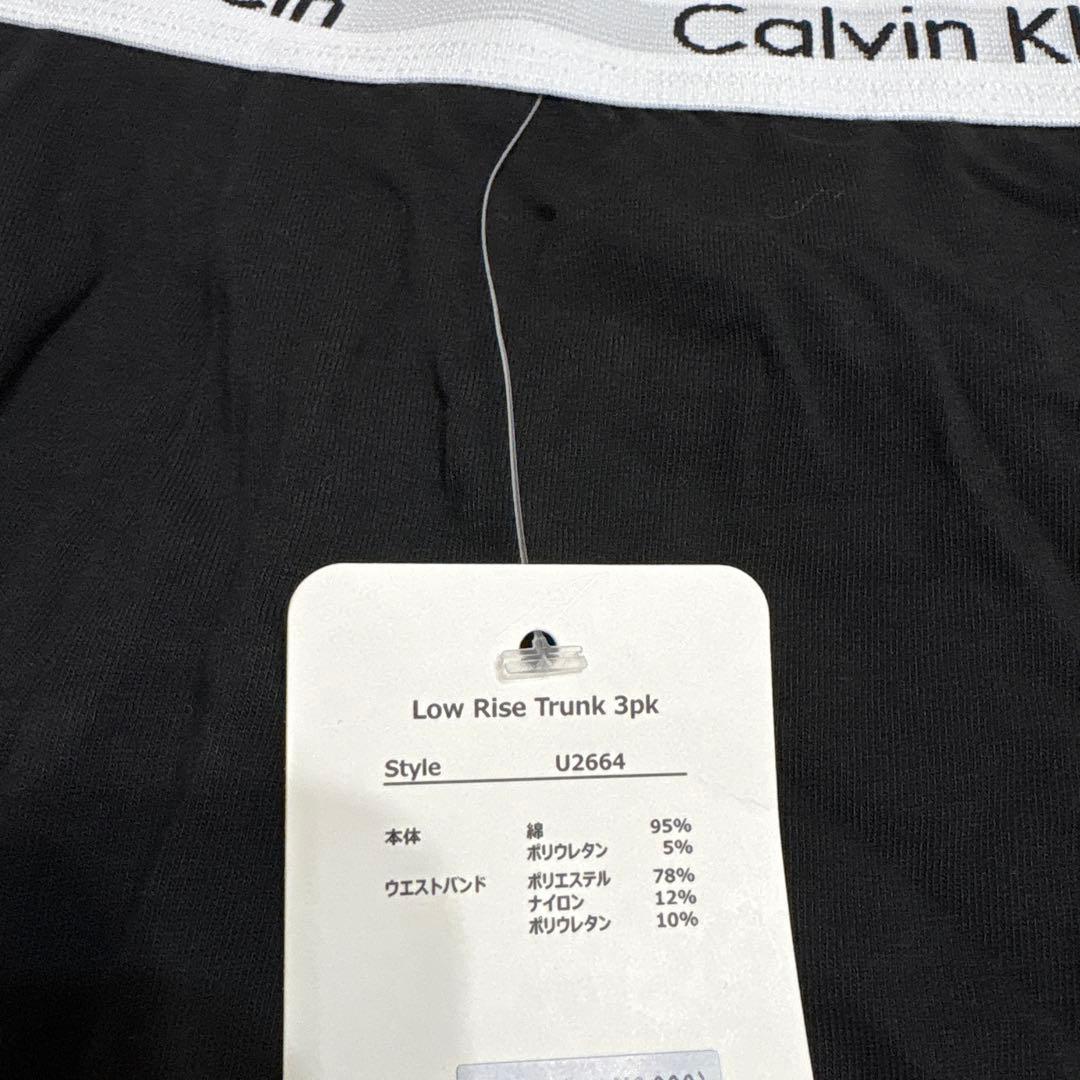 Calvin
Low Rise Trunk 3pk
Style U2664
本体 綿 95%
ポリウレタン 5%
ウエストバンド ポリエステル 78%
ナイロン 12%
ポリウレタン 10%